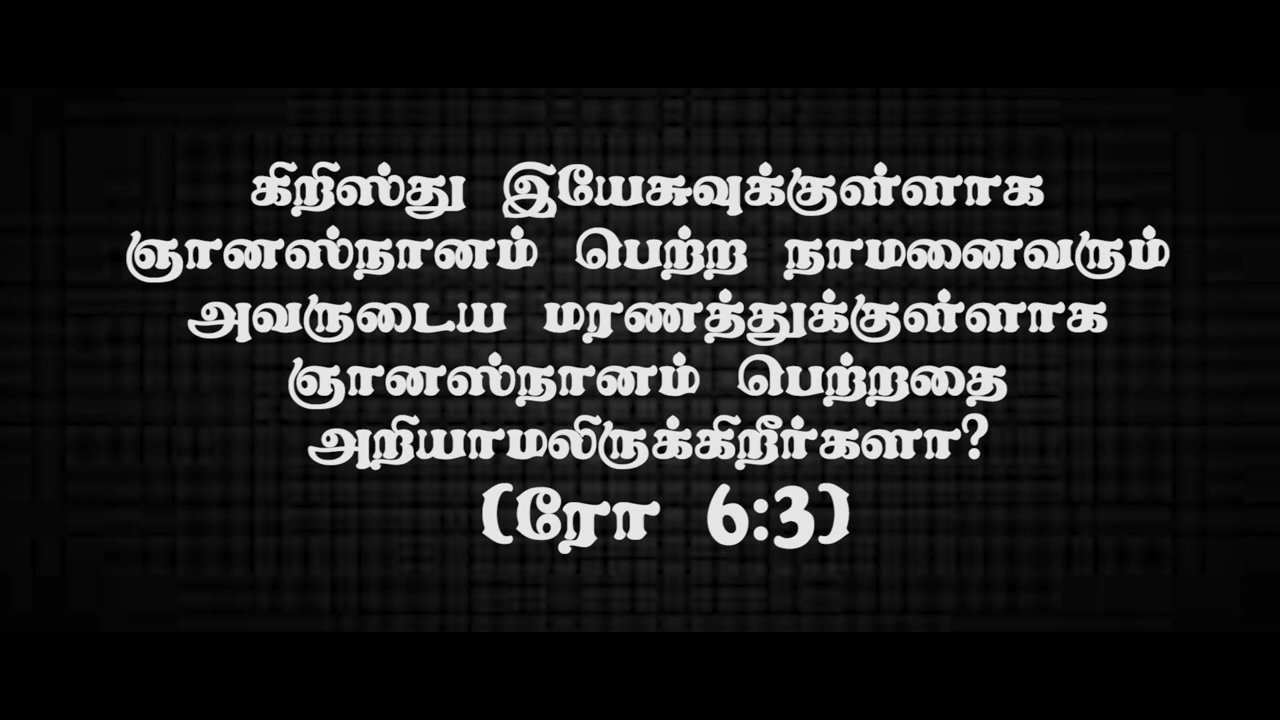 கிறிஸ்து இயேசுவுக்குள்ளாக
ஞானஸ்நானம் பெற்ற நாமனைவரும்
அவருடைய மரணத்துக்குள்ளாக
ஞானஸ்நானம் பெற்றதை
அறியாமலிருக்கிறீர்களா?
(ரோ 6:3)